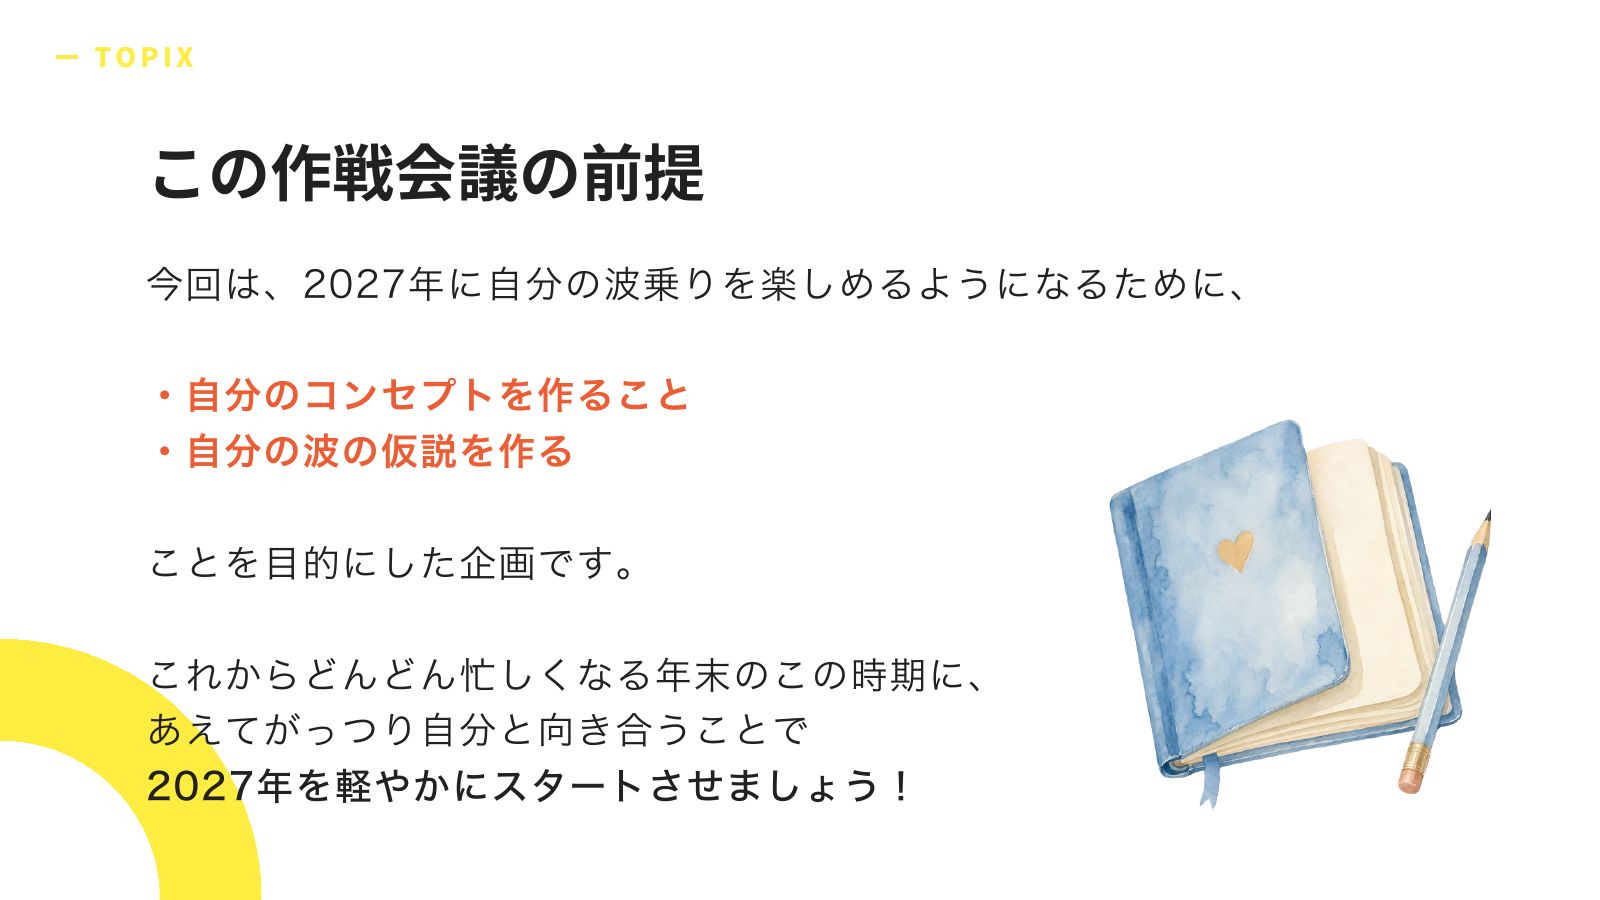 — TOPIX
この作戦会議の前提
今回は、2027年に自分の波乗りを楽しめるようになるために、
・自分のコンセプトを作ること
・自分の波の仮説を作る
ことを目的にした企画です。
これからどんどん忙しくなる年末のこの時期に、
あえてがっつり自分と向き合うことで
2027年を軽やかにスタートさせましょう！